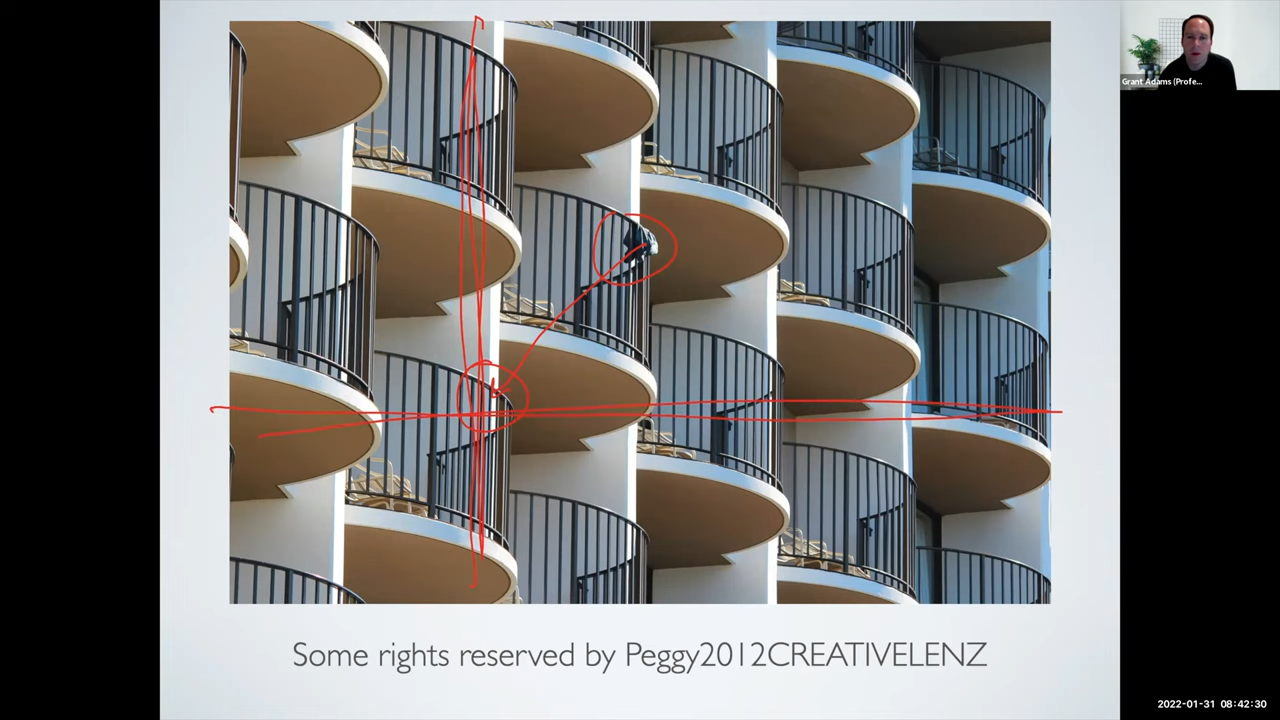 Grant Adams (Profe...
Some rights reserved by Peggy2012CREATIVELENZ
2022-01-31 08:42:30